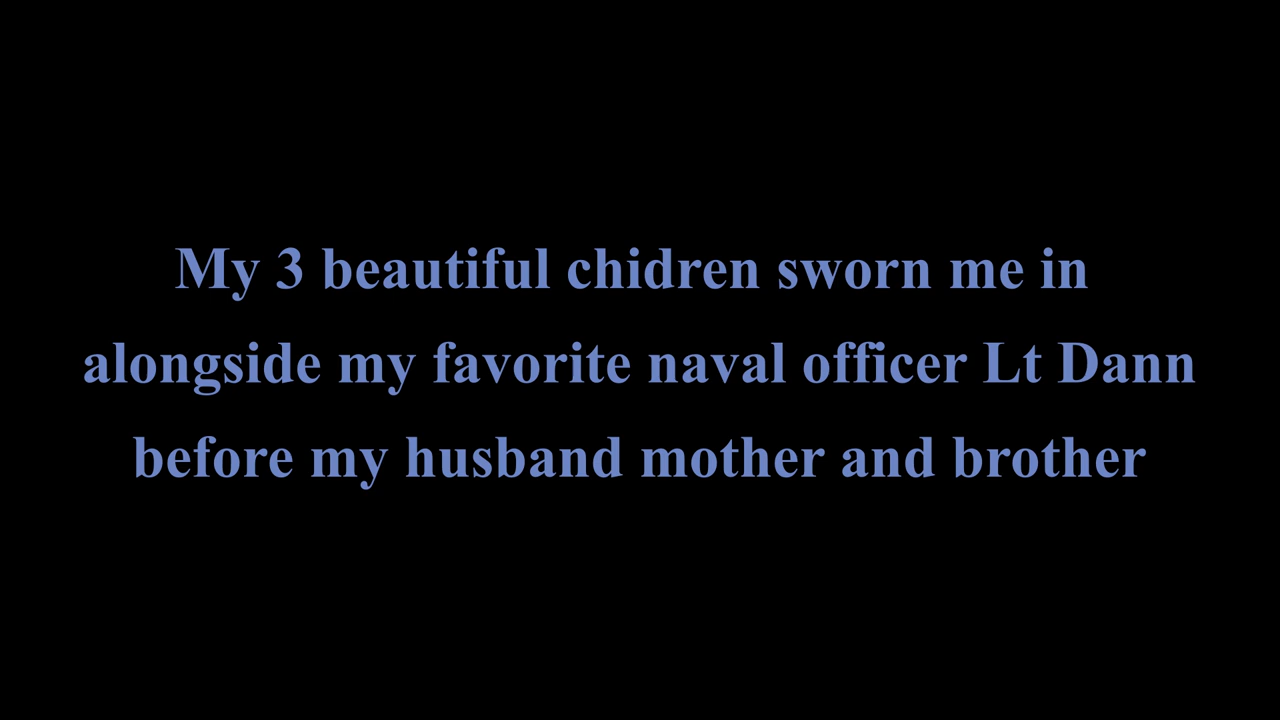 My 3 beautiful chidren sworn me in
alongside my favorite naval officer Lt Dann
before my husband mother and brother